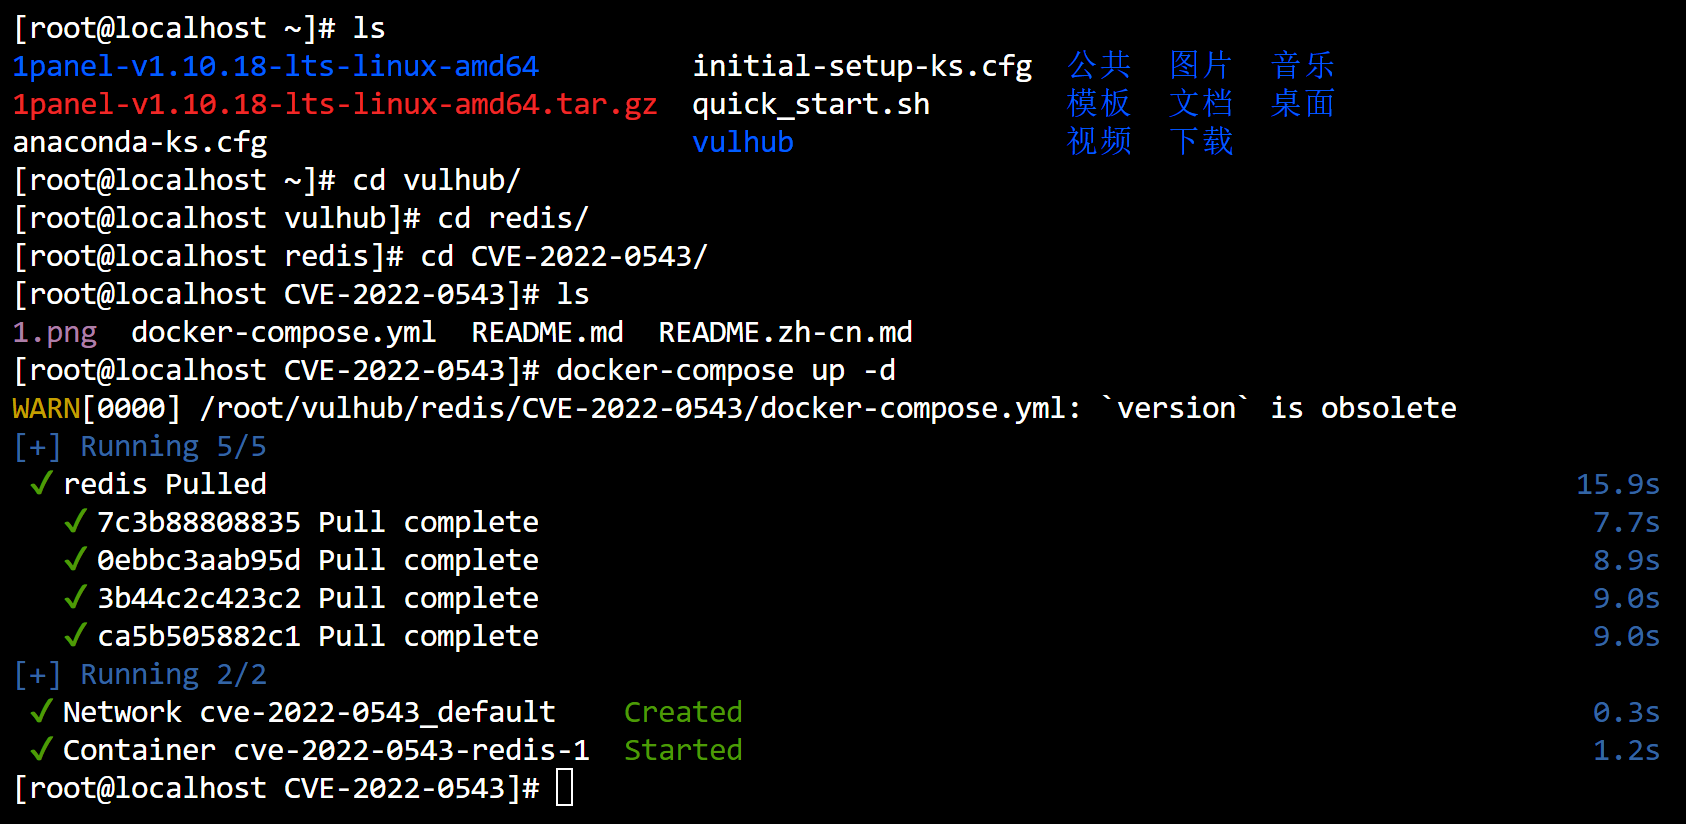 [root@localhost ~]# ls
1panel-v1.10.18-lts-linux-amd64 initial-setup-ks.cfg 公共 图片 音乐
1panel-v1.10.18-lts-linux-amd64.tar.gz quick_start.sh 模板 文档 桌面
anaconda-ks.cfg vulhub 视频 下载
[root@localhost ~]# cd vulhub/
[root@localhost vulhub]# cd redis/
[root@localhost redis]# cd CVE-2022-0543/
[root@localhost CVE-2022-0543]# ls
1.png docker-compose.yml README.md README.zh-cn.md
[root@localhost CVE-2022-0543]# docker-compose up -d
WARN[0000] /root/vulhub/redis/CVE-2022-0543/docker-compose.yml: `version` is obsolete
[+] Running 5/5
✔ redis Pulled 15.9s
✔ 7c3b88808835 Pull complete 7.7s
✔ 0ebbc3aab95d Pull complete 8.9s
✔ 3b44c2c423c2 Pull complete 9.0s
✔ ca5b505882c1 Pull complete 9.0s
[+] Running 2/2
✔ Network cve-2022-0543_default Created 0.3s
✔ Container cve-2022-0543-redis-1 Started 1.2s
[root@localhost CVE-2022-0543]#